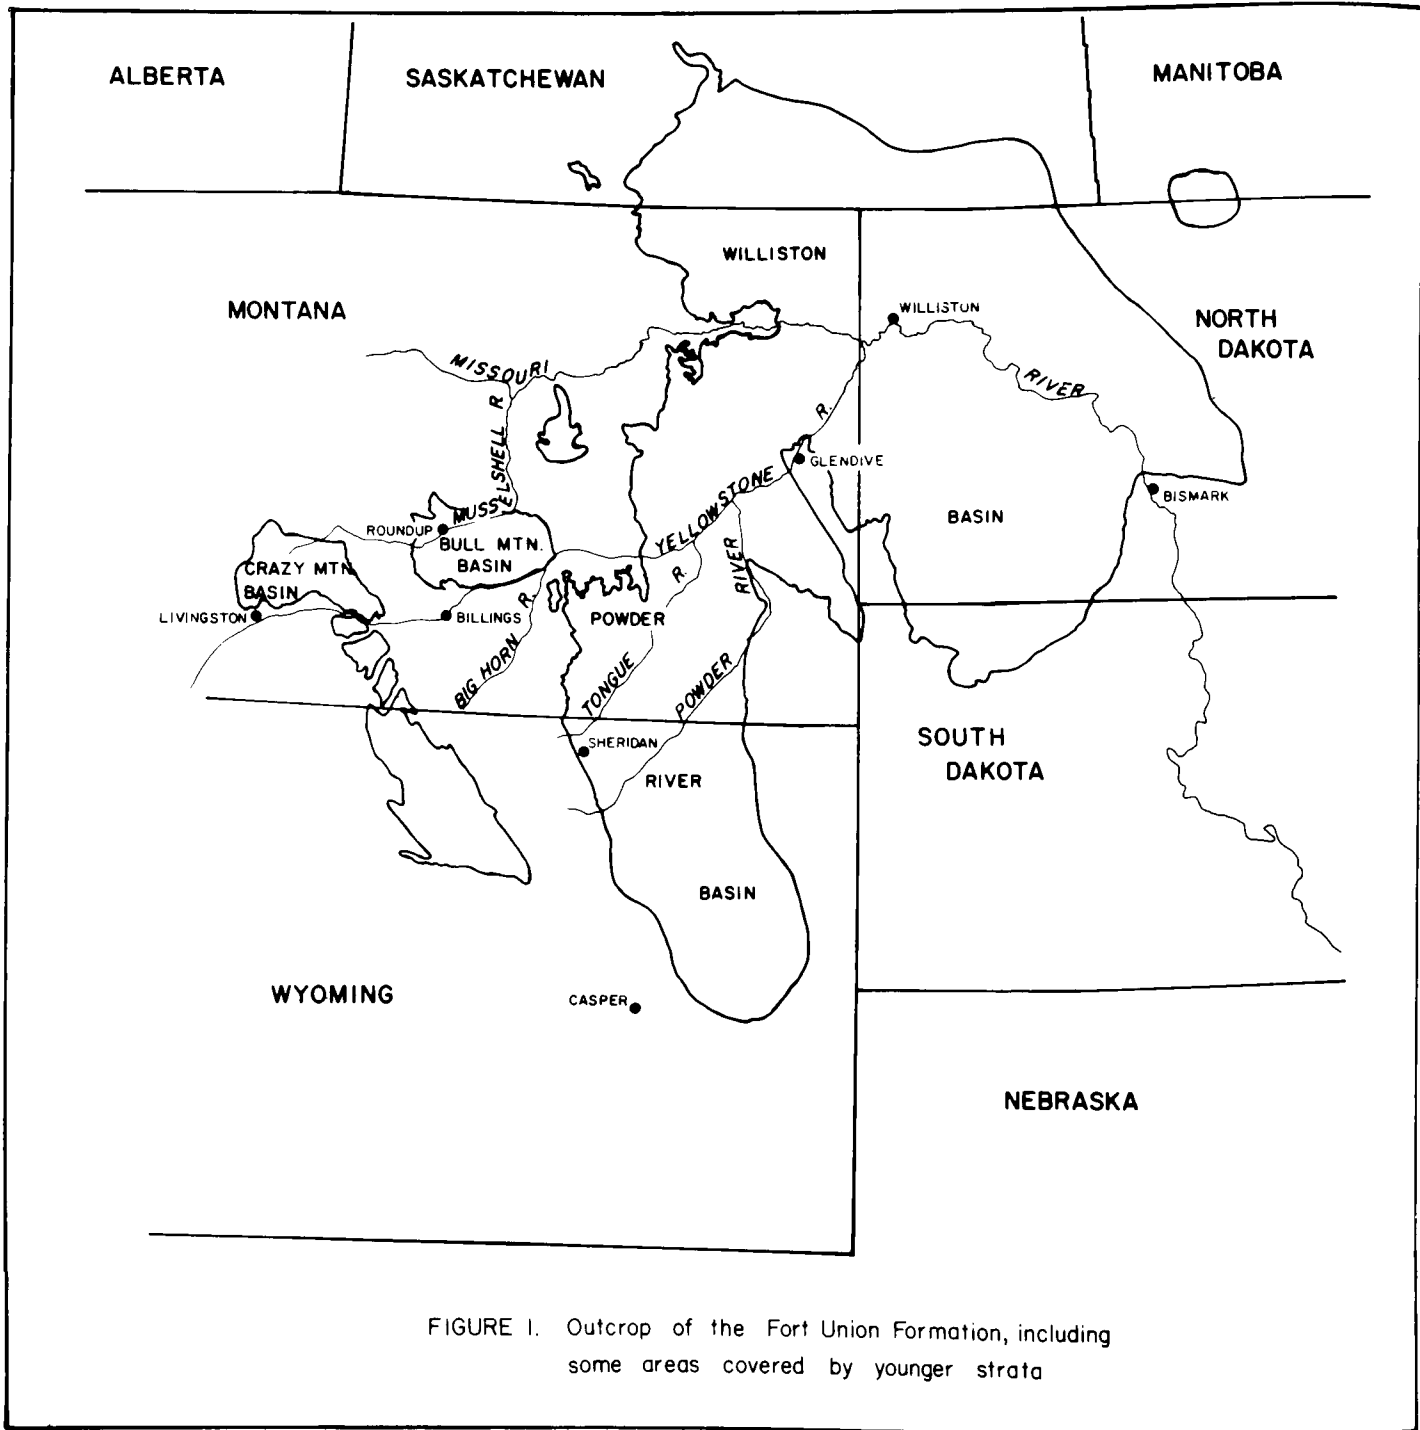 ALBERTA
SASKATCHEWAN
MANITOBA
WILLISTON
MONTANA
WILLISTON
NORTH
DAKOTA
MISSOURI
RIVER
MUSSELSHELL R
R.
GLENDIVE
YELLOWSTONE
BISMARK
ROUNDUP
BULL MTN.
BASIN
BASIN
CRAZY MTN.
BASIN
RIVER
R.
R.
LIVINGSTON
BILLINGS
POWDER
BIG HORN
TONGUE
POWDER
SHERIDAN
SOUTH
DAKOTA
RIVER
BASIN
WYOMING
CASPER
NEBRASKA
FIGURE 1. Outcrop of the Fort Union Formation, including
some areas covered by younger strata